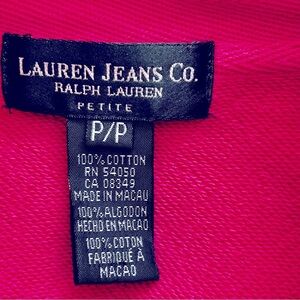 LAUREN JEANS CO.
RALPH LAUREN
PETITE
P/P
100% COTTON
RN 54050
CA 08349
MADE IN MACAU
100% ALGODON
HECHO EN MACAO
100% COTON
FABRIQUÉ À
MACAO